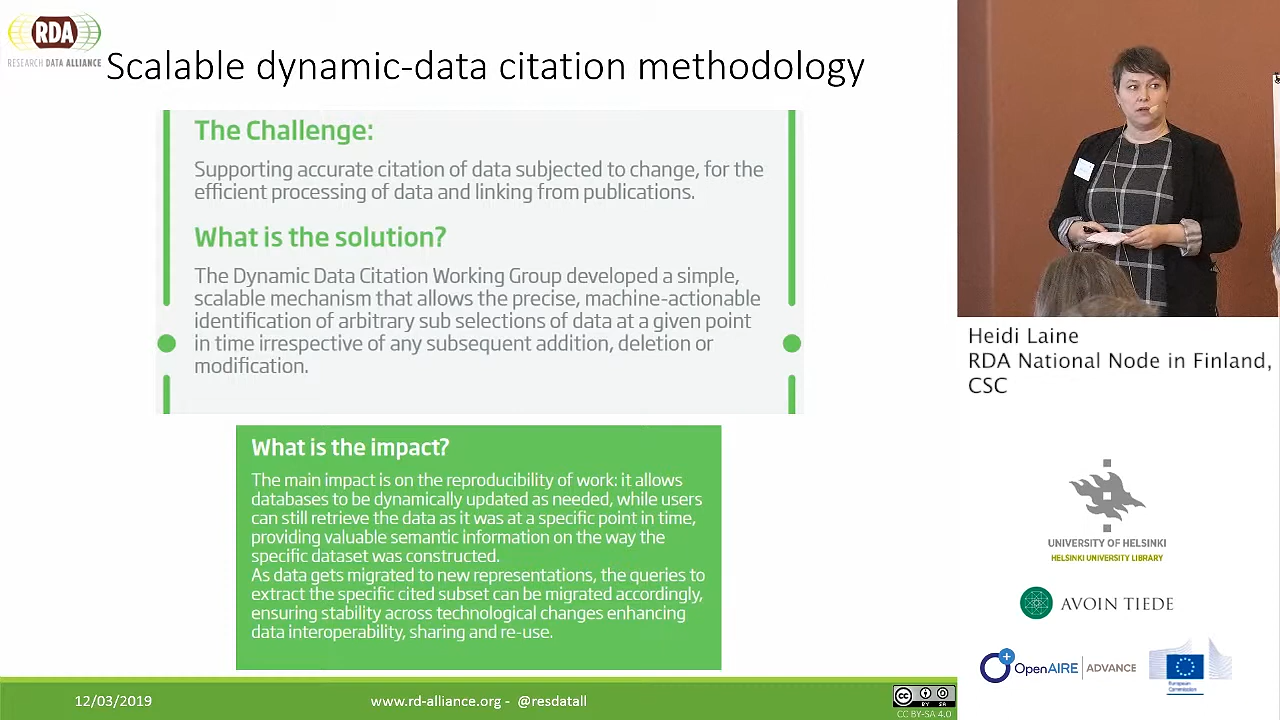 RDA
RESEARCH DATA ALLIANCE
Scalable dynamic-data citation methodology
The Challenge:
Supporting accurate citation of data subjected to change, for the
efficient processing of data and linking from publications.
What is the solution?
The Dynamic Data Citation Working Group developed a simple,
scalable mechanism that allows the precise, machine-actionable
identification of arbitrary sub selections of data at a given point
in time irrespective of any subsequent addition, deletion or
modification.
What is the impact?
The main impact is on the reproducibility of work: it allows
databases to be dynamically updated as needed, while users
can still retrieve the data as it was at a specific point in time,
providing valuable semantic information on the way the
specific dataset was constructed.
As data gets migrated to new representations, the queries to
extract the specific cited subset can be migrated accordingly,
ensuring stability across technological changes enhancing
data interoperability, sharing and re-use.
12/03/2019
www.rd-alliance.org - @resdatall
CC BY SA
CC BY-SA 4.0
Heidi Laine
RDA National Node in Finland,
CSC
UNIVERSITY OF HELSINKI
HELSINKI UNIVERSITY LIBRARY
AVOIN TIEDE
OpenAIRE ADVANCE
European
Commission